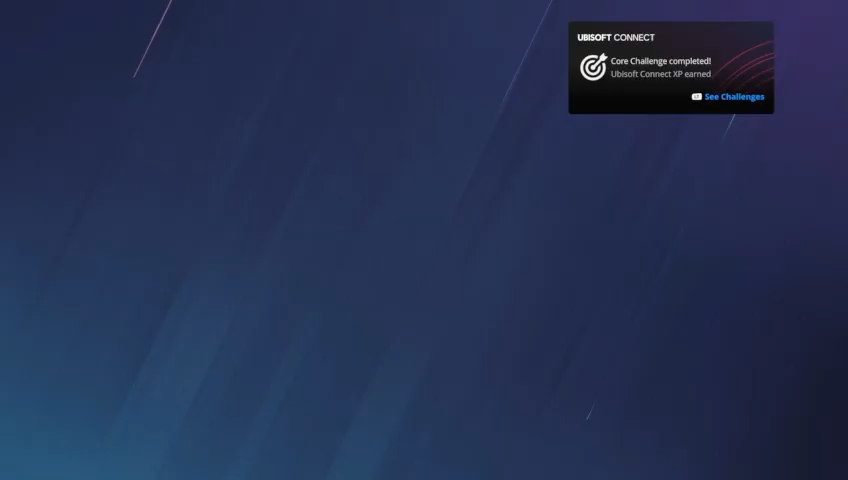 UBISOFT CONNECT
Core Challenge completed!
Ubisoft Connect XP earned
See Challenges